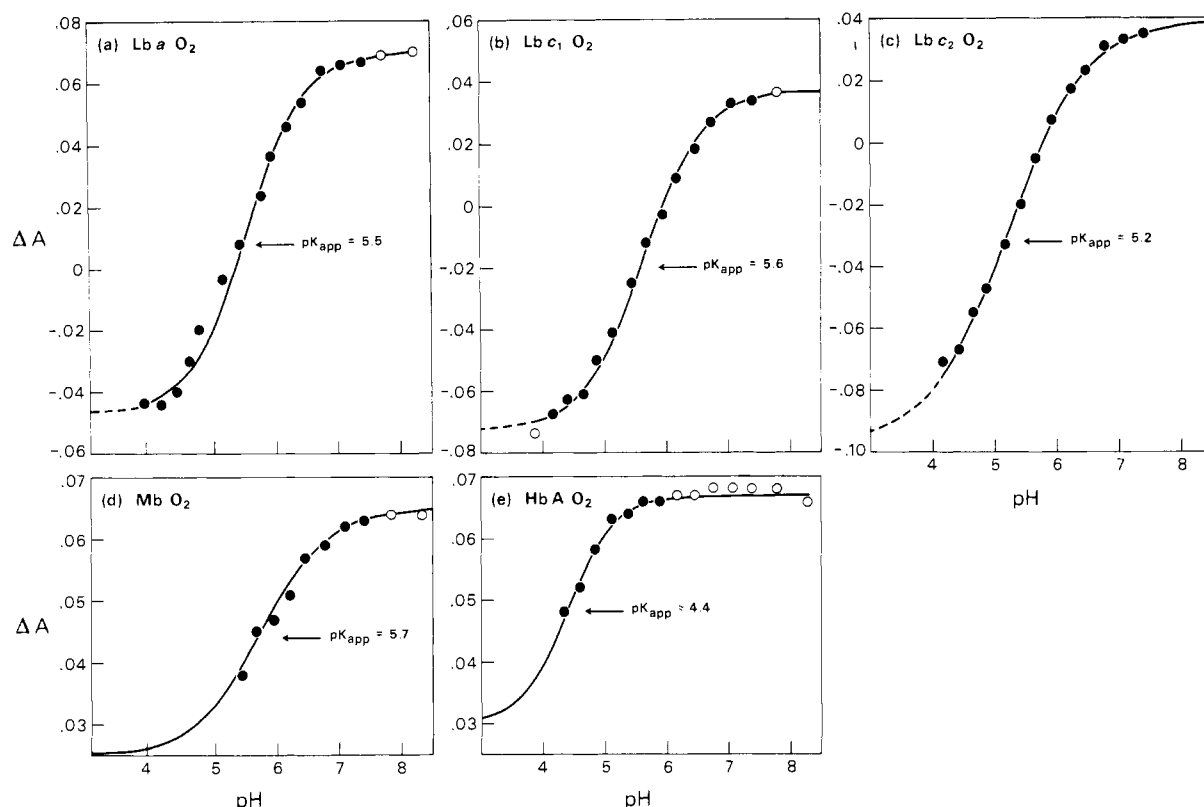 (a) Lb a O2
.08
.06
.04
.02
0
-.02
-.04
.06
ΔA
pKapp = 5.5
(b) Lb c1 O2
.06
.04
.02
0
-.02
-.04
-.06
-.08
pKapp = 5.6
(c) Lb c2 O2
.04
.02
0
-.02
-.04
-.06
-.08
-.10
pKapp = 5.2
4 5 6 7 8
pH
(d) Mb O2
.07
.06
.05
.04
.03
ΔA
pKapp = 5.7
4 5 6 7 8
pH
(e) Hb A O2
.07
.06
.05
.04
.03
pKapp = 4.4
4 5 6 7 8
pH